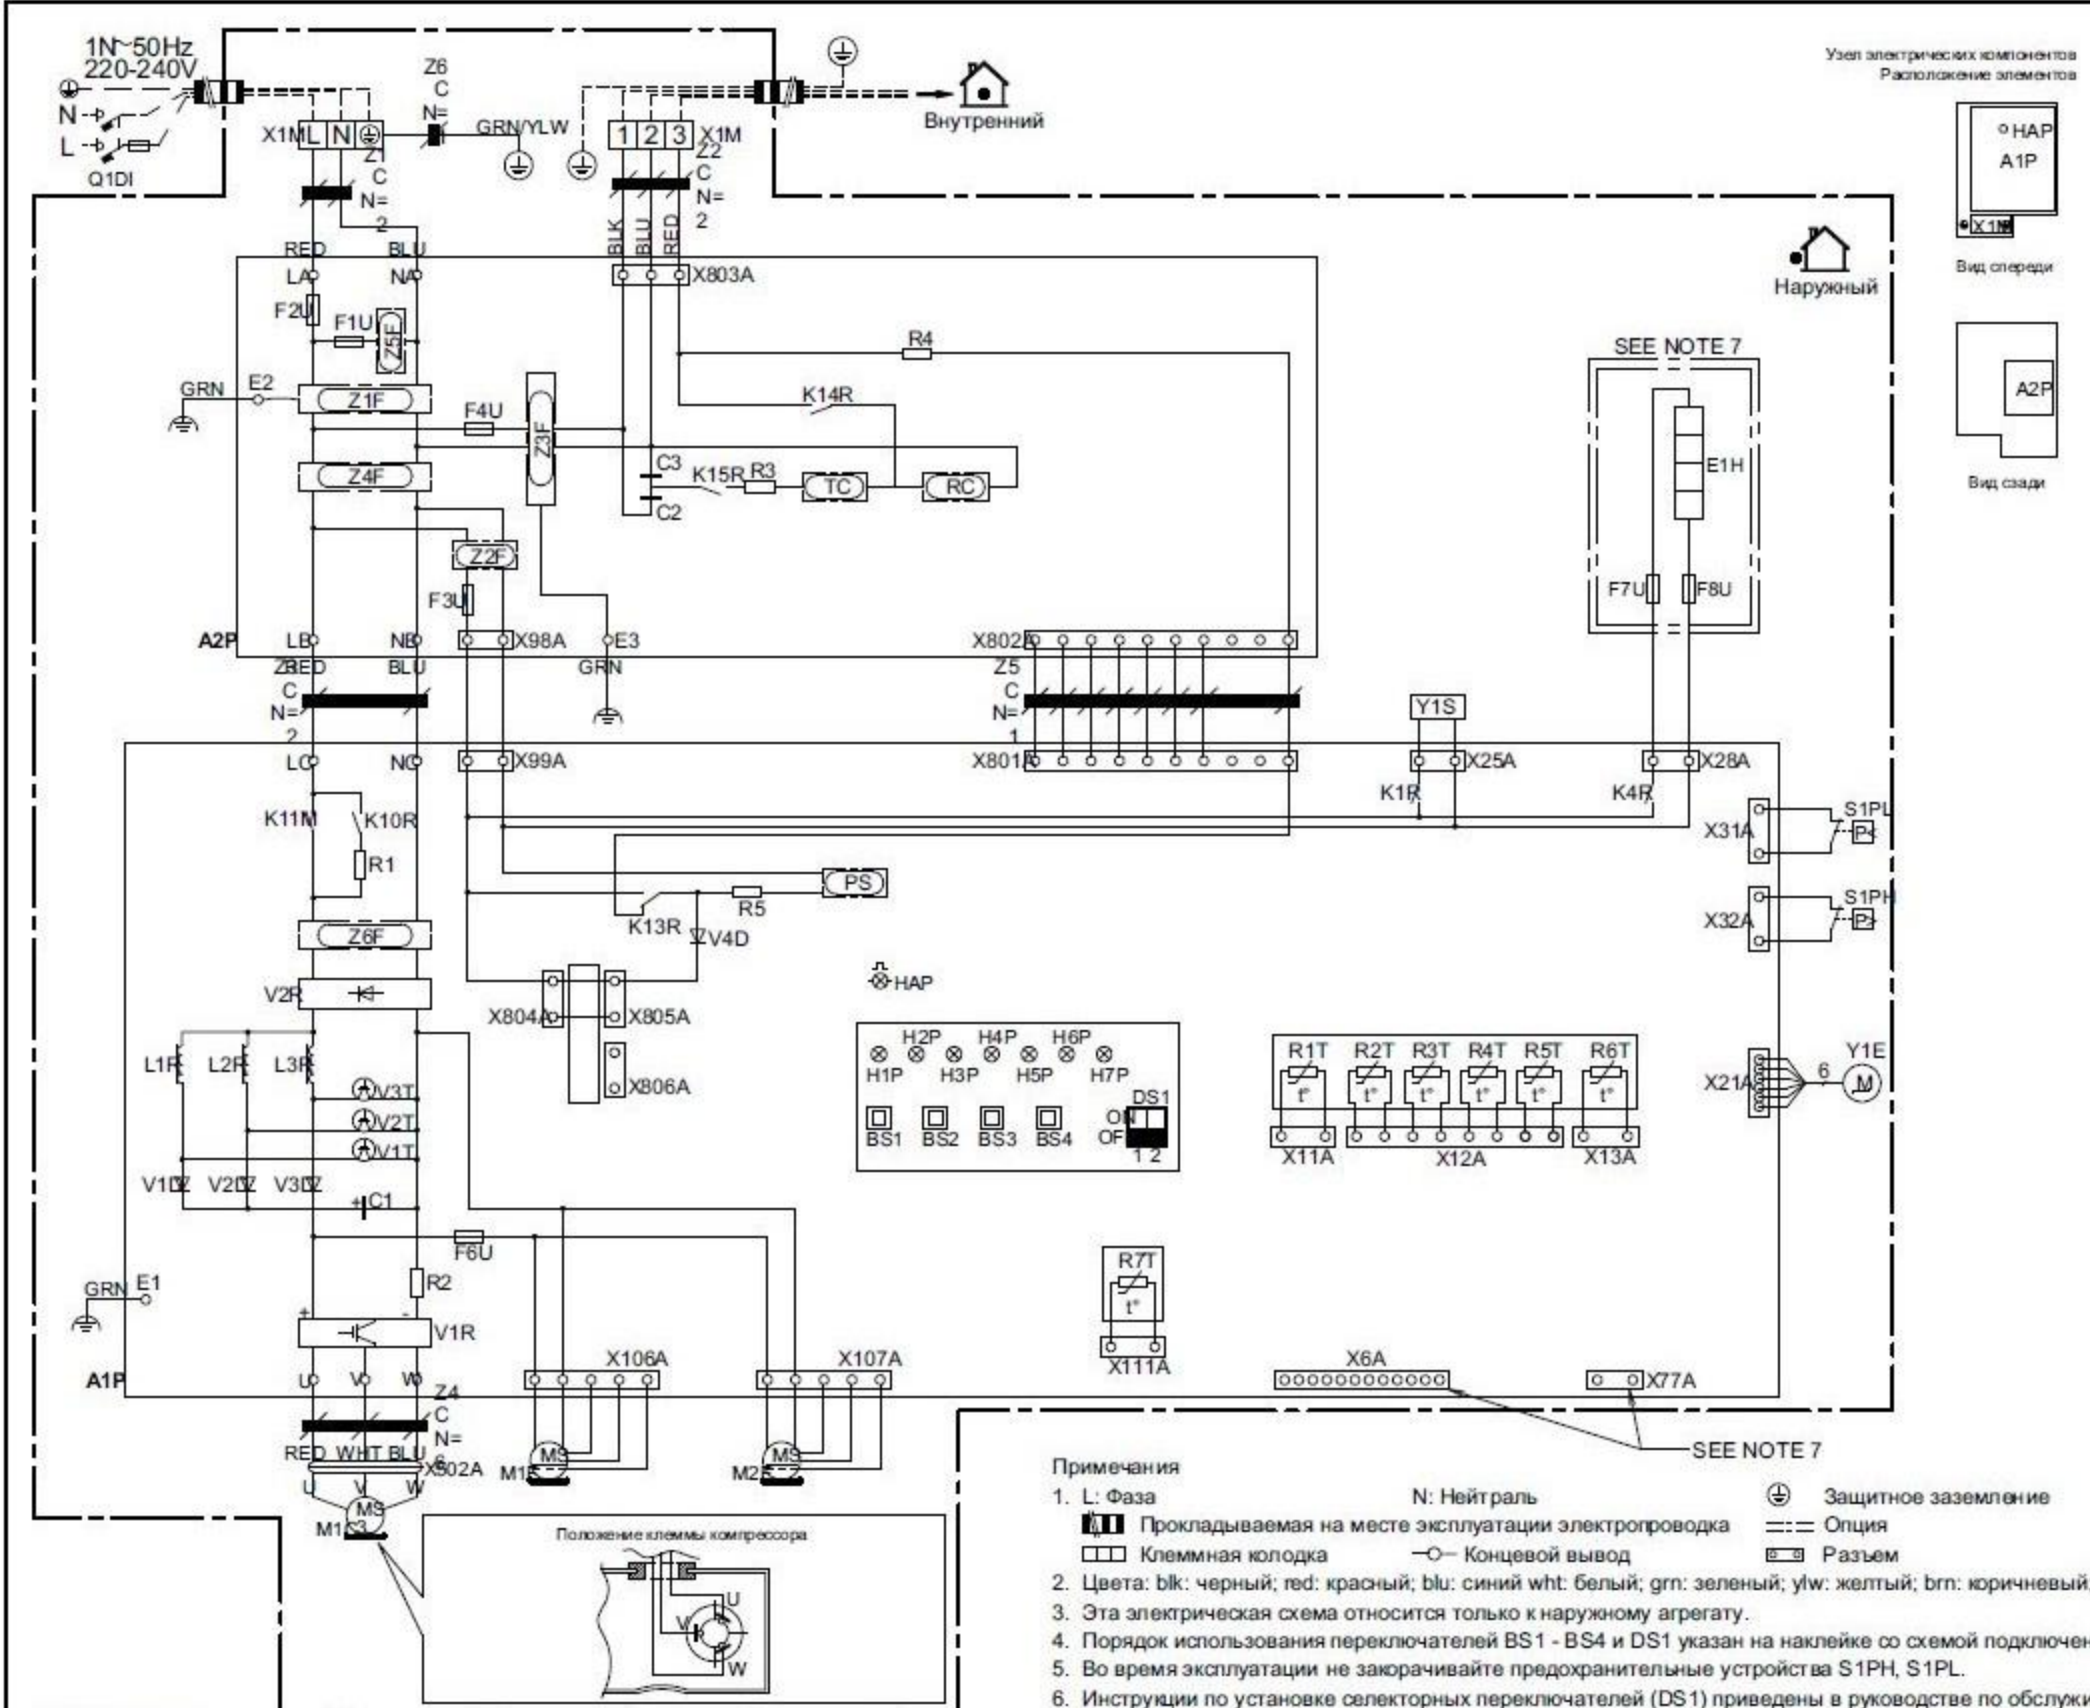 1N~50Hz
220-240V
N
L
Q1DI
Z6
C
N=
GRN/YLW
X1M L N
Z1
C
N=
2
1 2 3 X1M
Z2
C
N=
2
Внутренний
Узел электрических компонентов
Расположение элементов
HAP
A1P
X1M
Вид спереди
A2P
Вид сзади
Наружный
RED BLU
BLK BLU RED
LA NA
X803A
F2U
F1U
Z5F
R4
SEE NOTE 7
GRN E2
Z1F
F4U
Z3F
K14R
Z4F
C3
K15R R3
TC
RC
C2
E1H
Z2F
F3U
F7U F8U
A2P
LB NB
X98A
E3
X802A
RED BLU
GRN
C
N=
2
Z5
C
N=
1
Y1S
LC NC
X99A
X801A
X25A
X28A
K1R
K4R
K11M
K10R
R1
X31A
S1PL
P<
PS
R5
K13R
V4D
X32A
S1PH
P>
Z6F
V2R
HAP
X804A
X805A
X806A
L1R L2R L3R
V3T
V2T
V1T
V1D V2D V3D
+ C1
H2P H4P H6P
H1P H3P H5P H7P
DS1
ON
OF
BS1 BS2 BS3 BS4
1 2
R1T R2T R3T R4T R5T R6T
t° t° t° t° t° t°
X11A X12A X13A
X21A
6
Y1E
M
F6U
R2
GRN E1
+ -
V1R
R7T
t°
X111A
X106A
X107A
X6A
X77A
A1P
U V W
Z4
C
N=
6
RED WHT BLU
X502A
U V W
MS
M1C
3
MS
M1F
MS
M2F
SEE NOTE 7
Положение клеммы компрессора
U
V
W
Примечания
1. L: Фаза N: Нейтраль Защитное заземление
Прокладываемая на месте эксплуатации электропроводка Опция
Клеммная колодка Концевой вывод Разъем
2. Цвета: blk: черный; red: красный; blu: синий wht: белый; grn: зеленый; ylw: желтый; brn: коричневый
3. Эта электрическая схема относится только к наружному агрегату.
4. Порядок использования переключателей BS1 - BS4 и DS1 указан на наклейке со схемой подключен
5. Во время эксплуатации не закорачивайте предохранительные устройства S1PH, S1PL.
6. Инструкции по установке селекторных переключателей (DS1) приведены в руководстве по обслуж